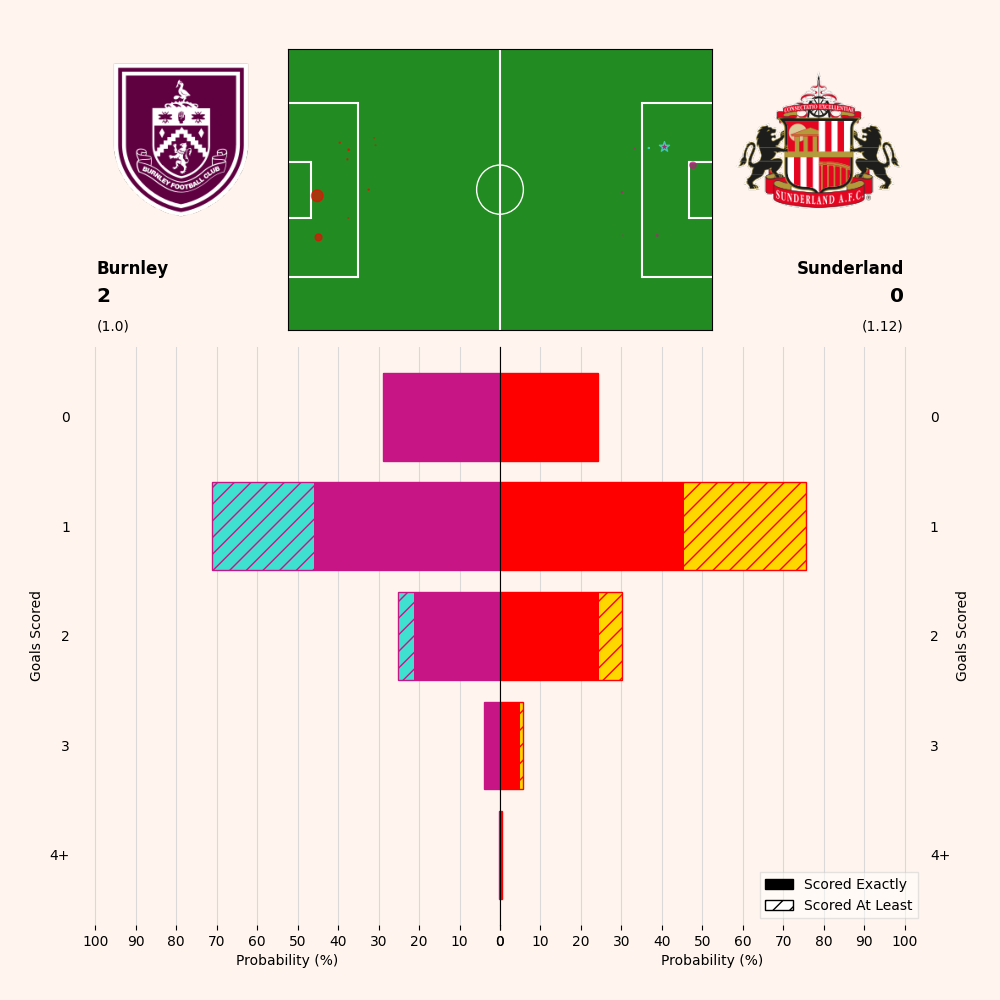 BURNLEY FOOTBALL CLUB
CONSECTATIO EXCELLENTIAE
SUNDERLAND A.F.C.
Burnley
2
(1.0)
Sunderland
0
(1.12)
0
1
2
3
4+
Goals Scored
0
1
2
3
4+
Goals Scored
Scored Exactly
Scored At Least
100 90 80 70 60 50 40 30 20 10 0 10 20 30 40 50 60 70 80 90 100
Probability (%)
Probability (%)